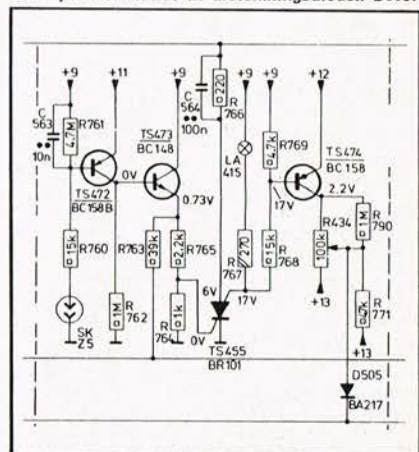 +9
+11
+9
+9
+9
+12
C
563
10n
4.7M
R761
C
564
100n
220
R
766
TS473
BC148
LA
415
R769
4.7k
TS474
BC158
0V
TS472
BC158B
0.73V
17V
2.2V
R434
1M
R
790
15k
R760
R763
39k
2.2k
R765
270
R
767
15k
R
768
100k
6V
17V
+13
47k
R
771
SK
Z5
1M
R
762
1k
R
764
0V
TS455
BR101
+13
D505
BA217